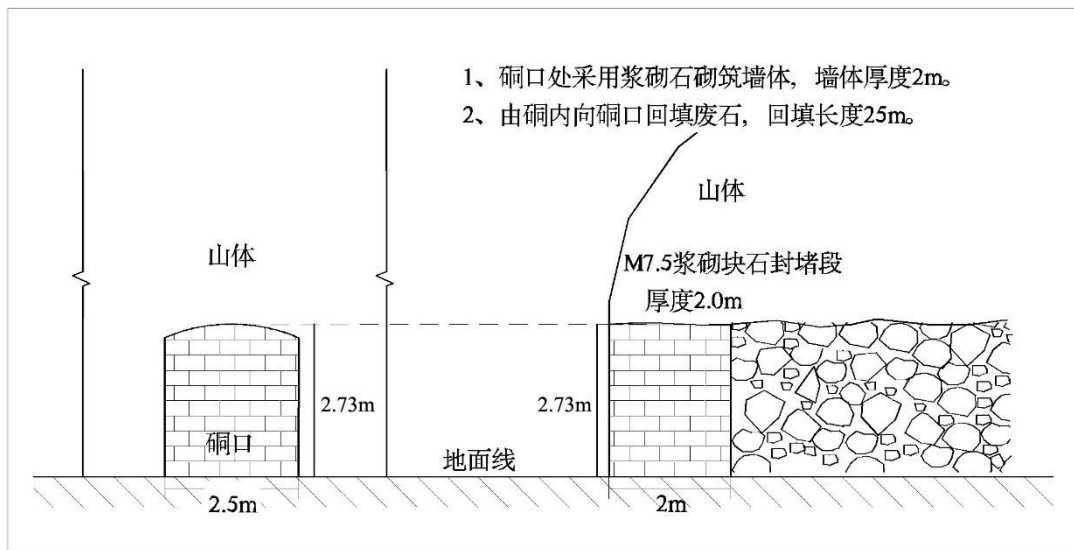 1、硐口处采用浆砌石砌筑墙体，墙体厚度2m。
2、由硐内向硐口回填废石，回填长度25m。
山体
山体
M7.5浆砌块石封堵段
厚度2.0m
2.73m
2.73m
硐口
地面线
2.5m
2m